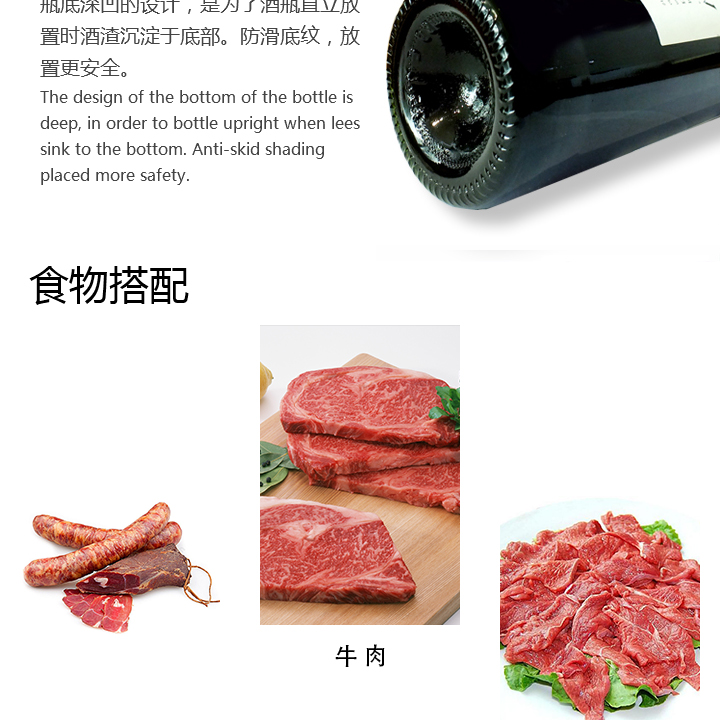 瓶底深凹的设计，是为了酒瓶直立放
置时酒渣沉淀于底部。防滑底纹，放
置更安全。
The design of the bottom of the bottle is
deep, in order to bottle upright when lees
sink to the bottom. Anti-skid shading
placed more safety.
食物搭配
牛肉